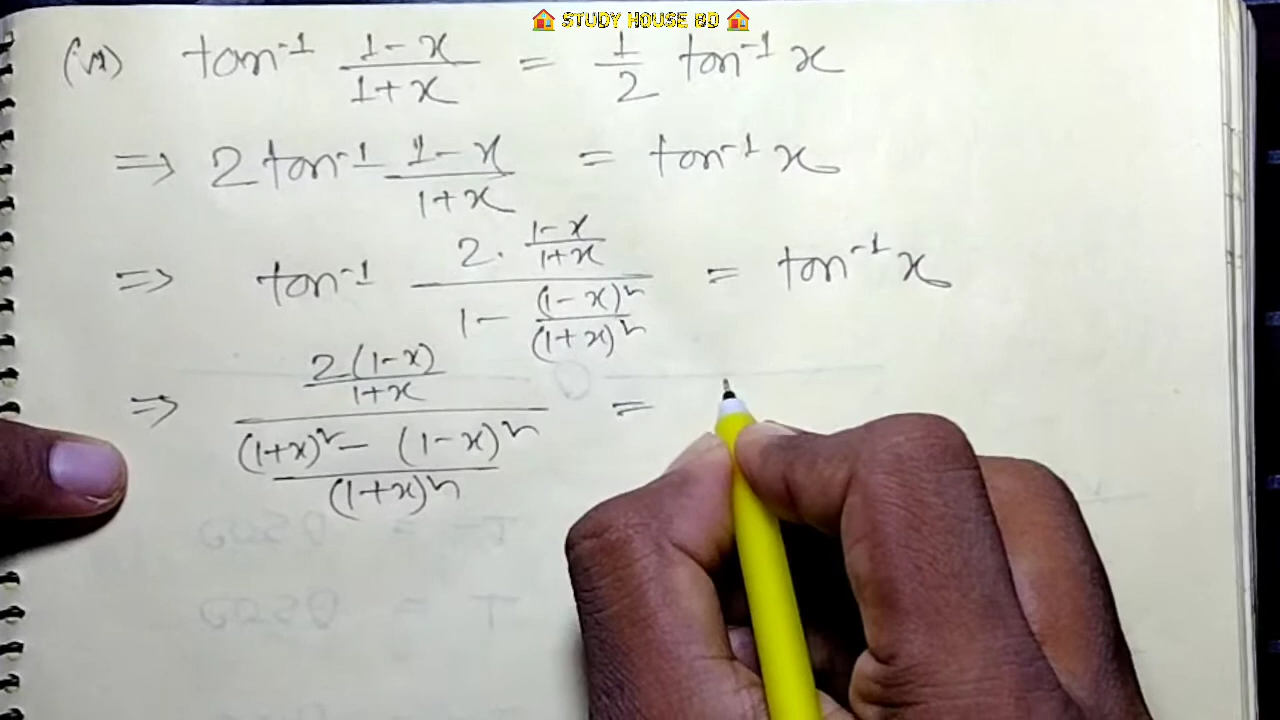 🏠 STUDY HOUSE BD 🏠
(vi) tan⁻¹ (1-x)/(1+x) = 1/2 tan⁻¹ x
⇒ 2 tan⁻¹ (1-x)/(1+x) = tan⁻¹ x
⇒ tan⁻¹ (2 · (1-x)/(1+x))/(1 - (1-x)²/(1+x)²) = tan⁻¹ x
⇒ (2(1-x)/(1+x))/(((1+x)² - (1-x)²)/(1+x)²) =